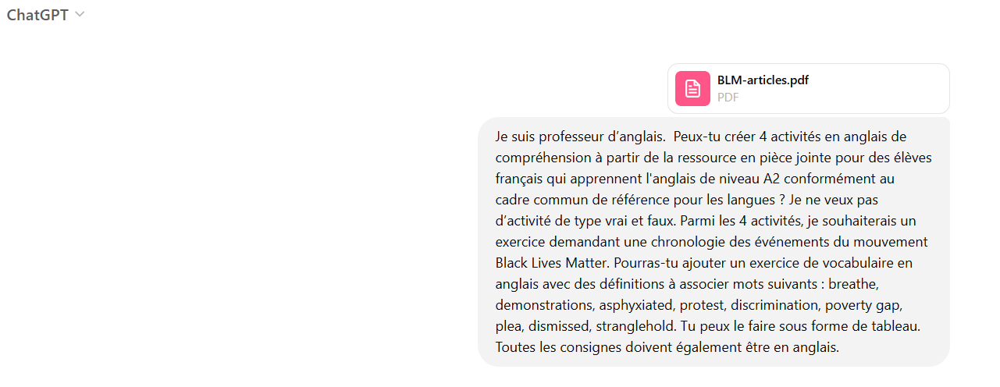 ChatGPT
BLM-articles.pdf
PDF
Je suis professeur d’anglais.  Peux-tu créer 4 activités en anglais de
compréhension à partir de la ressource en pièce jointe pour des élèves
français qui apprennent l'anglais de niveau A2 conformément au
cadre commun de référence pour les langues ? Je ne veux pas
d’activité de type vrai et faux. Parmi les 4 activités, je souhaiterais un
exercice demandant une chronologie des événements du mouvement
Black Lives Matter. Pourras-tu ajouter un exercice de vocabulaire en
anglais avec des définitions à associer mots suivants : breathe,
demonstrations, asphyxiated, protest, discrimination, poverty gap,
plea, dismissed, stranglehold. Tu peux le faire sous forme de tableau.
Toutes les consignes doivent également être en anglais.